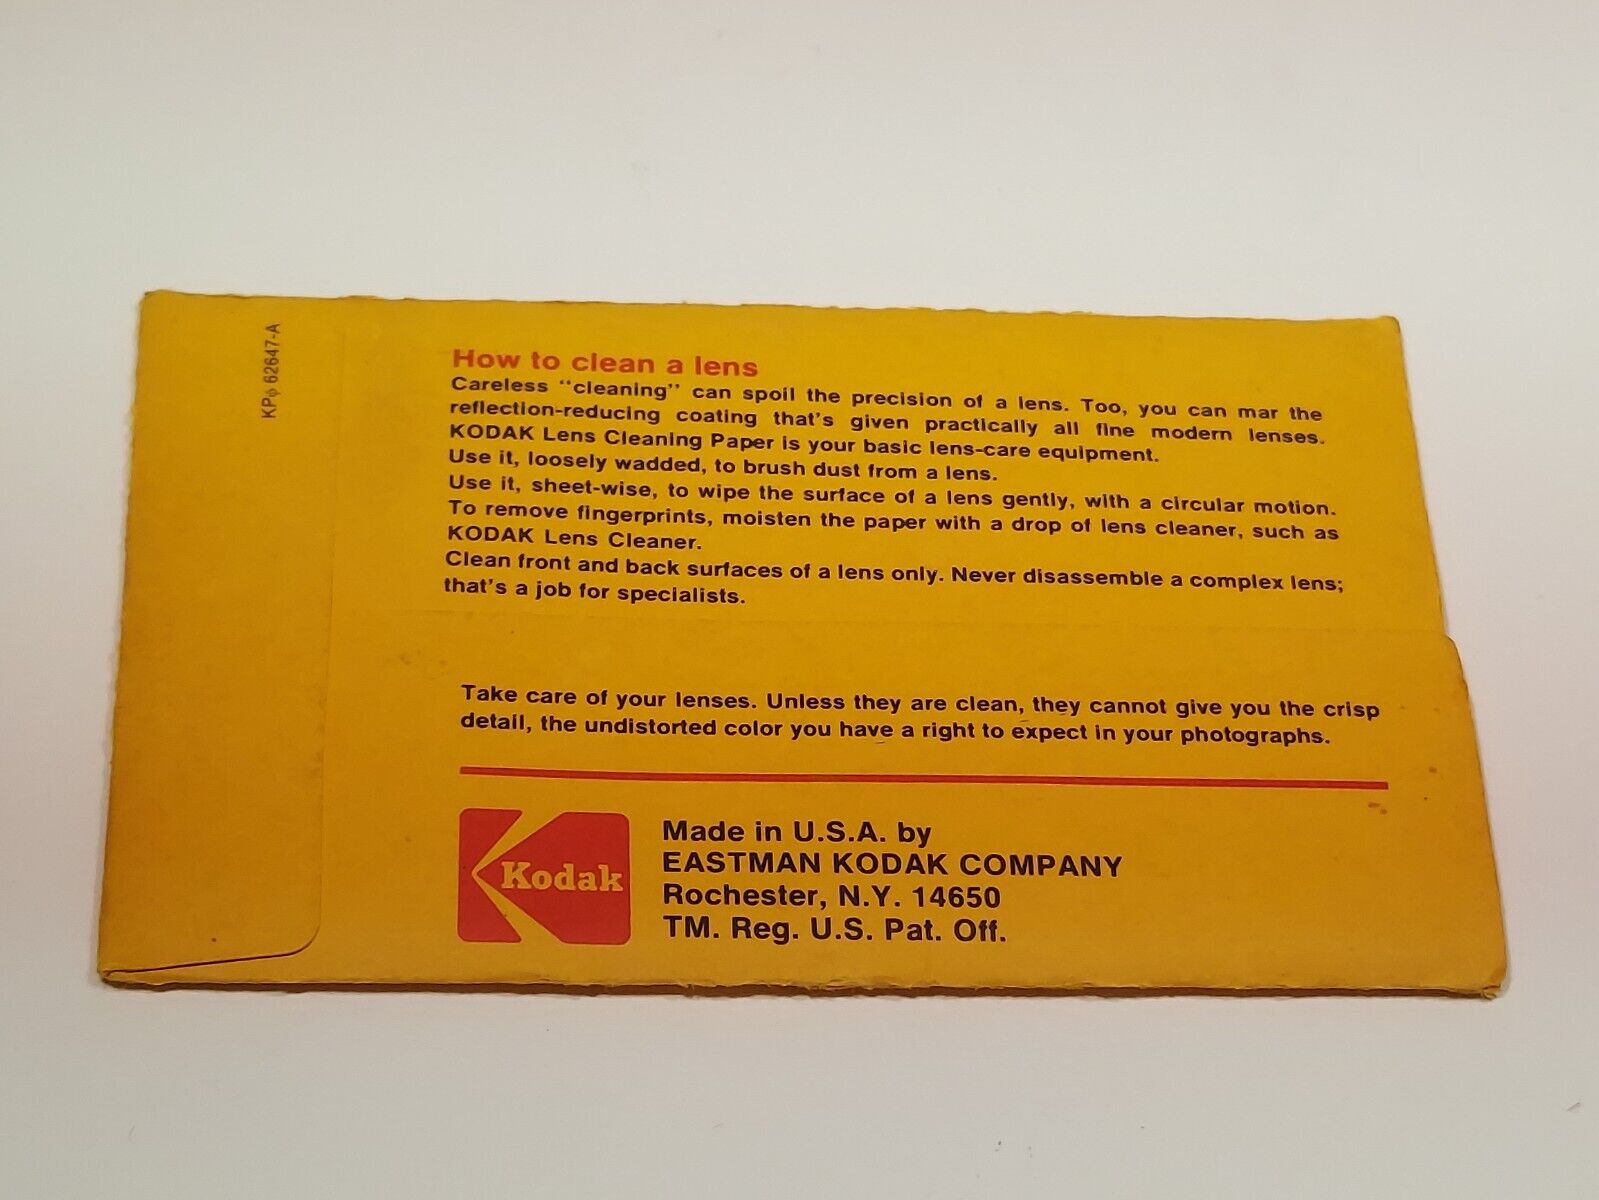 KPϕ 62647-A
How to clean a lens
Careless "cleaning" can spoil the precision of a lens. Too, you can mar the
reflection-reducing coating that's given practically all fine modern lenses.
KODAK Lens Cleaning Paper is your basic lens-care equipment.
Use it, loosely wadded, to brush dust from a lens.
Use it, sheet-wise, to wipe the surface of a lens gently, with a circular motion.
To remove fingerprints, moisten the paper with a drop of lens cleaner, such as
KODAK Lens Cleaner.
Clean front and back surfaces of a lens only. Never disassemble a complex lens;
that's a job for specialists.
Take care of your lenses. Unless they are clean, they cannot give you the crisp
detail, the undistorted color you have a right to expect in your photographs.
Kodak
Made in U.S.A. by
EASTMAN KODAK COMPANY
Rochester, N.Y. 14650
TM. Reg. U.S. Pat. Off.